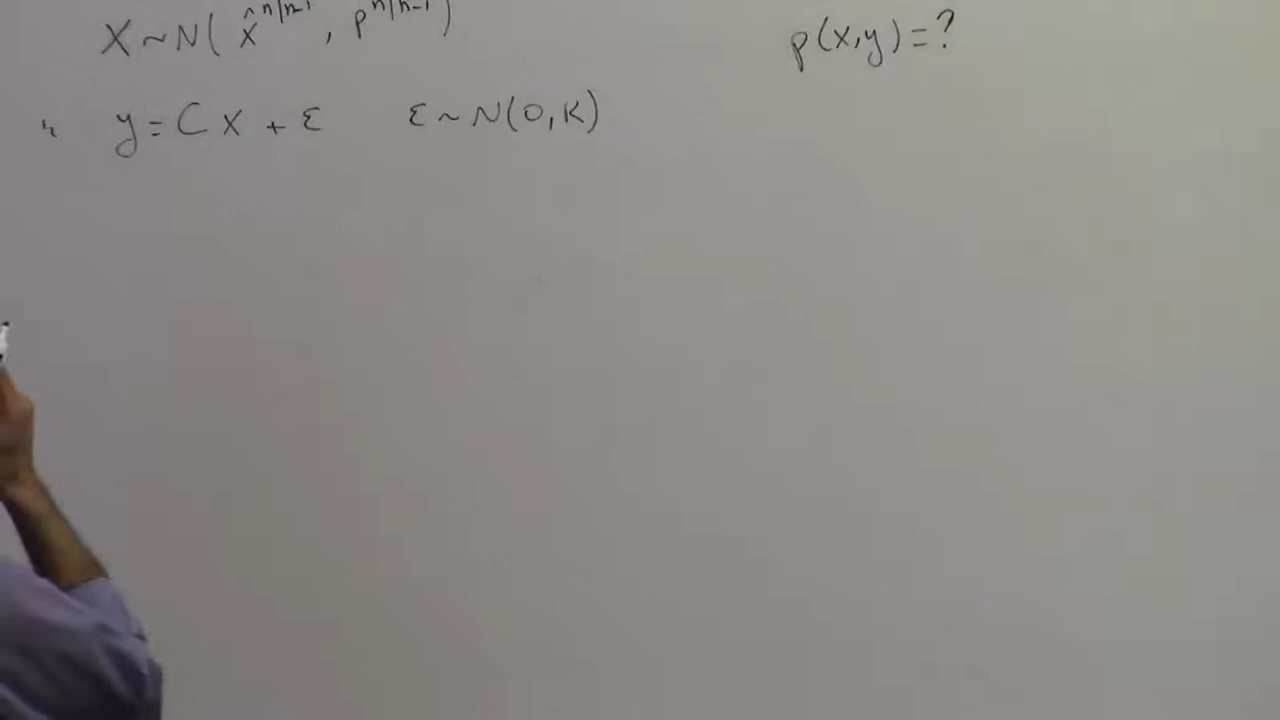 X ~ N( x̂^{n|n-1} , P^{n|n-1} )
p(x,y) = ?
y = C X + ε    ε ~ N(0, K)